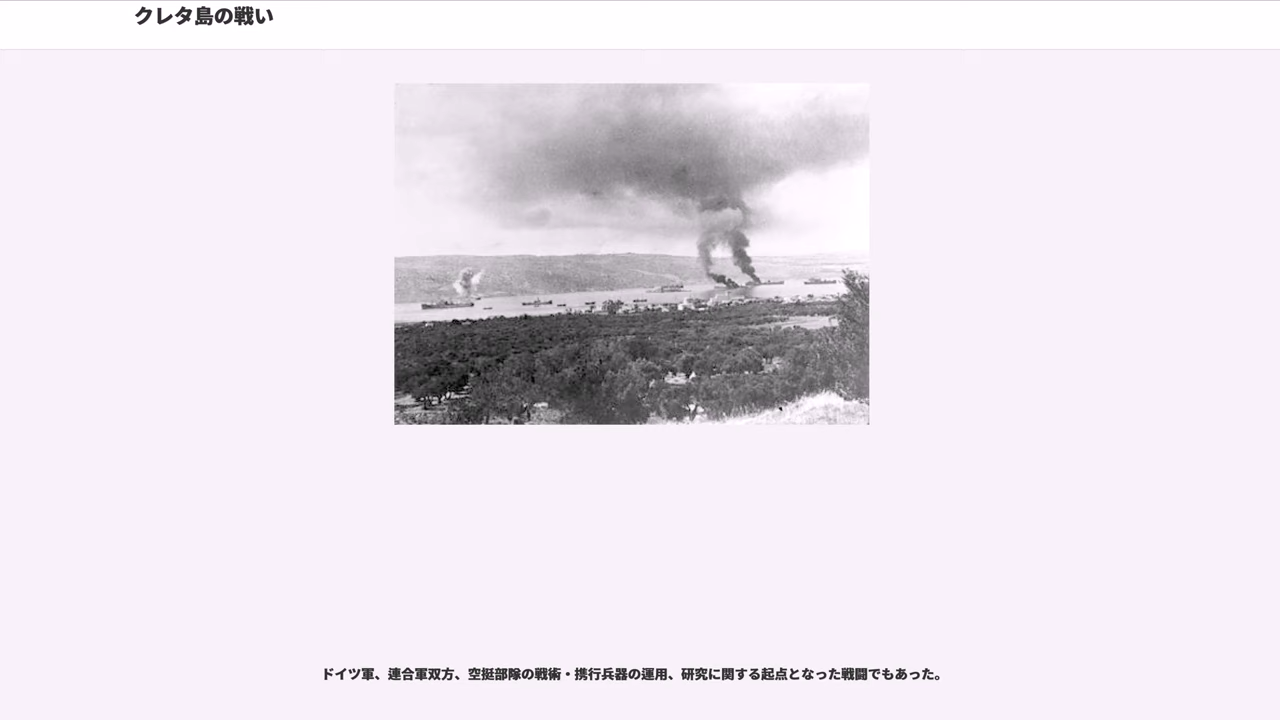 クレタ島の戦い
ドイツ軍、連合軍双方、空挺部隊の戦術・携行兵器の運用、研究に関する起点となった戦闘でもあった。